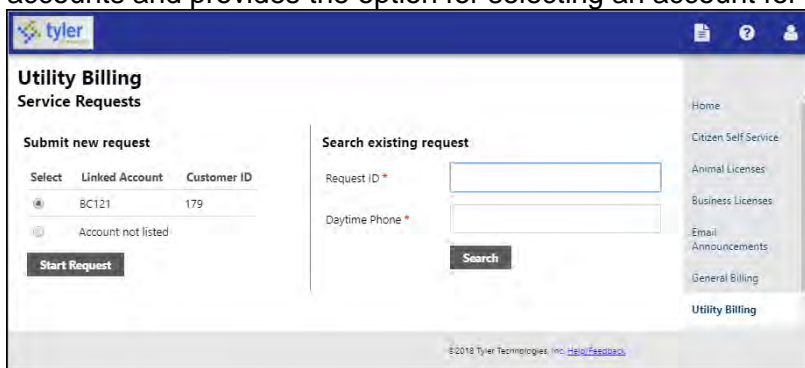 accounts and provides the option for selecting an account for
tyler
Utility Billing
Service Requests
Submit new request
Select Linked Account Customer ID
BC121 179
Account not listed
Start Request
Search existing request
Request ID *
Daytime Phone *
Search
Home
Citizen Self Service
Animal Licenses
Business Licenses
Email
Announcements
General Billing
Utility Billing
©2018 Tyler Technologies, Inc. Help/Feedback